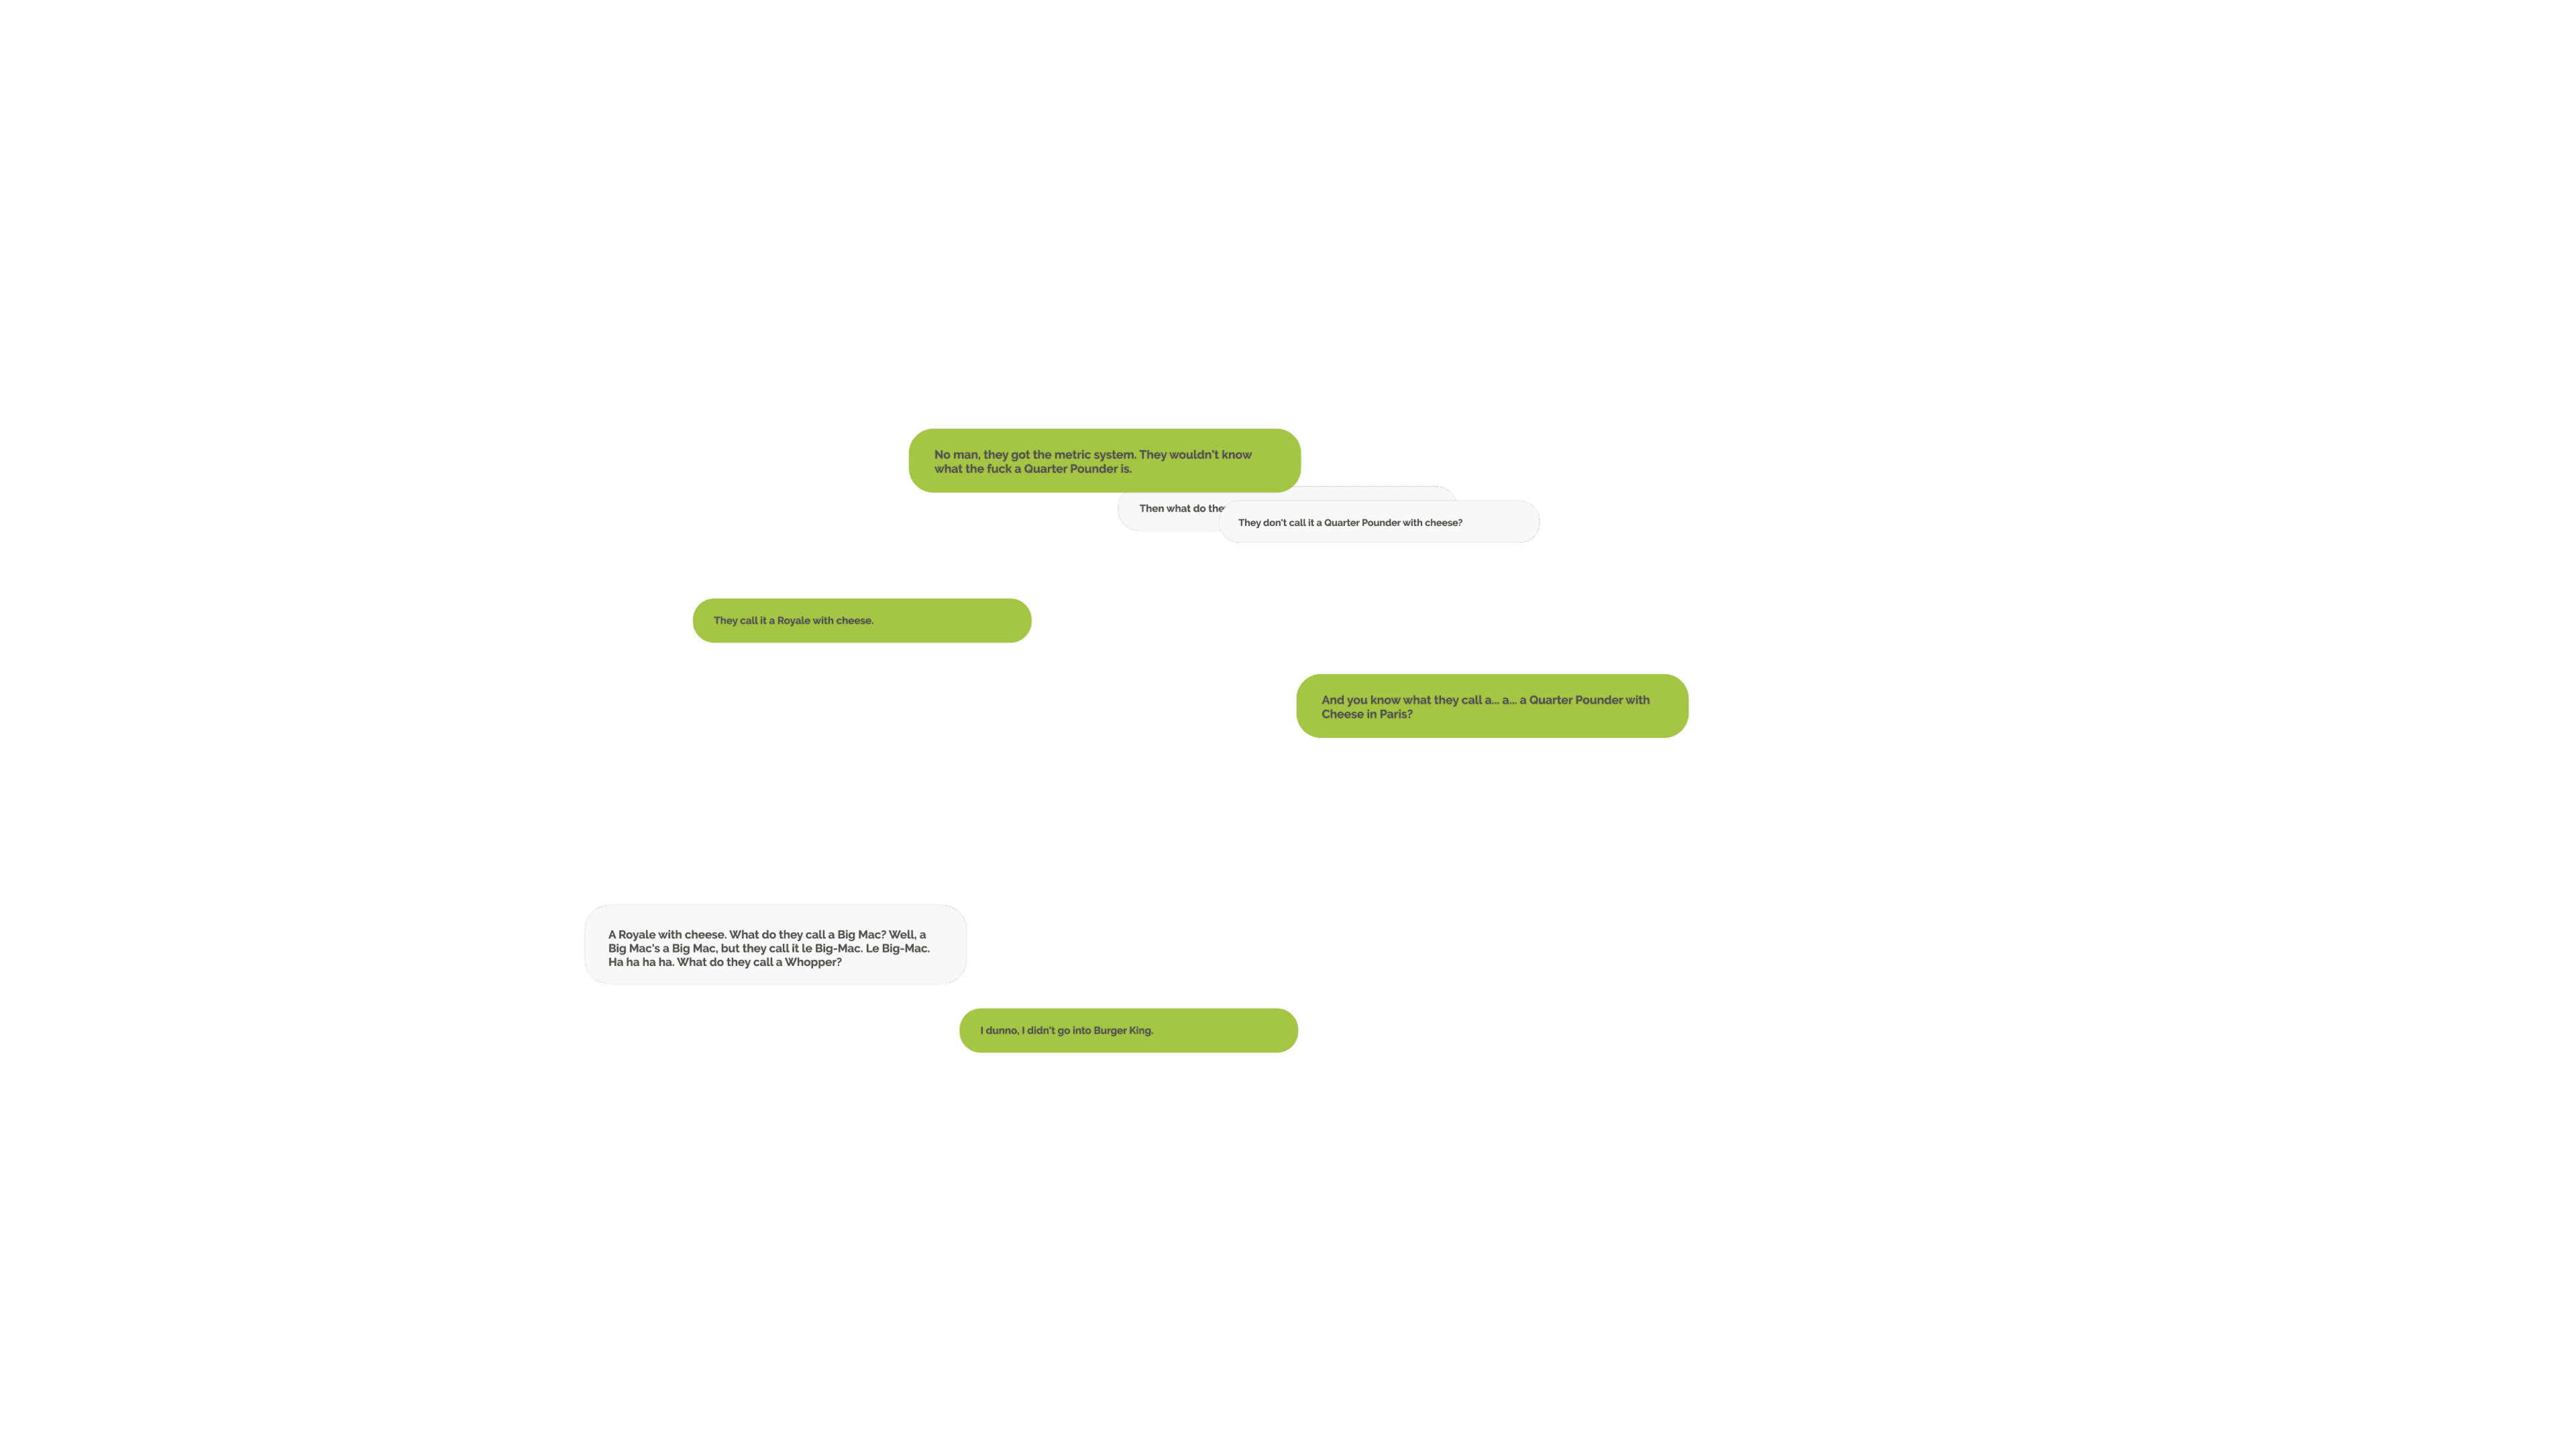 No man, they got the metric system. They wouldn't know
what the fuck a Quarter Pounder is.
Then what do
They don't call it a Quarter Pounder with cheese?
They call it a Royale with cheese.
And you know what they call a... a... a Quarter Pounder with
Cheese in Paris?
A Royale with cheese. What do they call a Big Mac? Well, a
Big Mac's a Big Mac, but they call it le Big-Mac. Le Big-Mac.
Ha ha ha ha. What do they call a Whopper?
I dunno, I didn't go into Burger King.